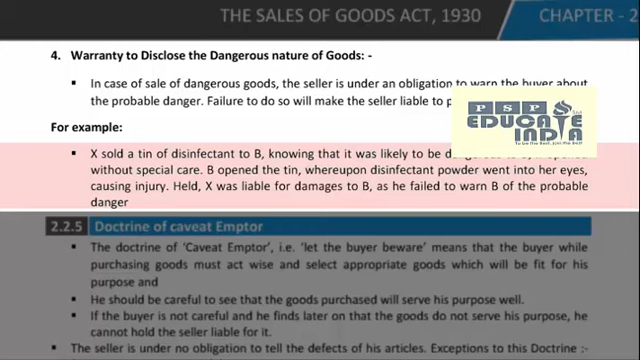 THE SALES OF GOODS ACT, 1930
CHAPTER - 2
4. Warranty to Disclose the Dangerous nature of Goods: -
▪ In case of sale of dangerous goods, the seller is under an obligation to warn the buyer about
the probable danger. Failure to do so will make the seller liable to
PSP
EDUCATE
INDIA
To be the Best, Join the Best
For example:
▪ X sold a tin of disinfectant to B, knowing that it was likely to be
without special care. B opened the tin, whereupon disinfectant powder went into her eyes,
causing injury. Held, X was liable for damages to B, as he failed to warn B of the probable
danger
2.2.5 Doctrine of caveat Emptor
▪ The doctrine of 'Caveat Emptor', i.e. 'let the buyer beware' means that the buyer while
purchasing goods must act wise and select appropriate goods which will be fit for his
purpose and
▪ He should be careful to see that the goods purchased will serve his purpose well.
▪ If the buyer is not careful and he finds later on that the goods do not serve his purpose, he
cannot hold the seller liable for it.
▪ The seller is under no obligation to tell the defects of his articles. Exceptions to this Doctrine :-